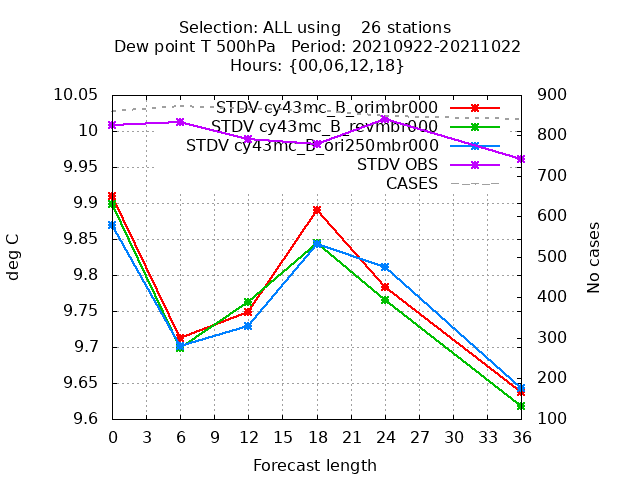 Selection: ALL using    26 stations
Dew point T 500hPa   Period: 20210922-20211022
Hours: {00,06,12,18}
10.05 900
STDV cy43mc_B_orimbr000
10 800
STDV cy43mc_B_revmbr000
STDV cy43mc_B_ori250mbr000
9.95 700
STDV OBS
CASES
9.9 600
9.85 500
deg C
No cases
9.8 400
9.75 300
9.7 200
9.65
9.6 100
0 3 6 9 12 15 18 21 24 27 30 33 36
Forecast length